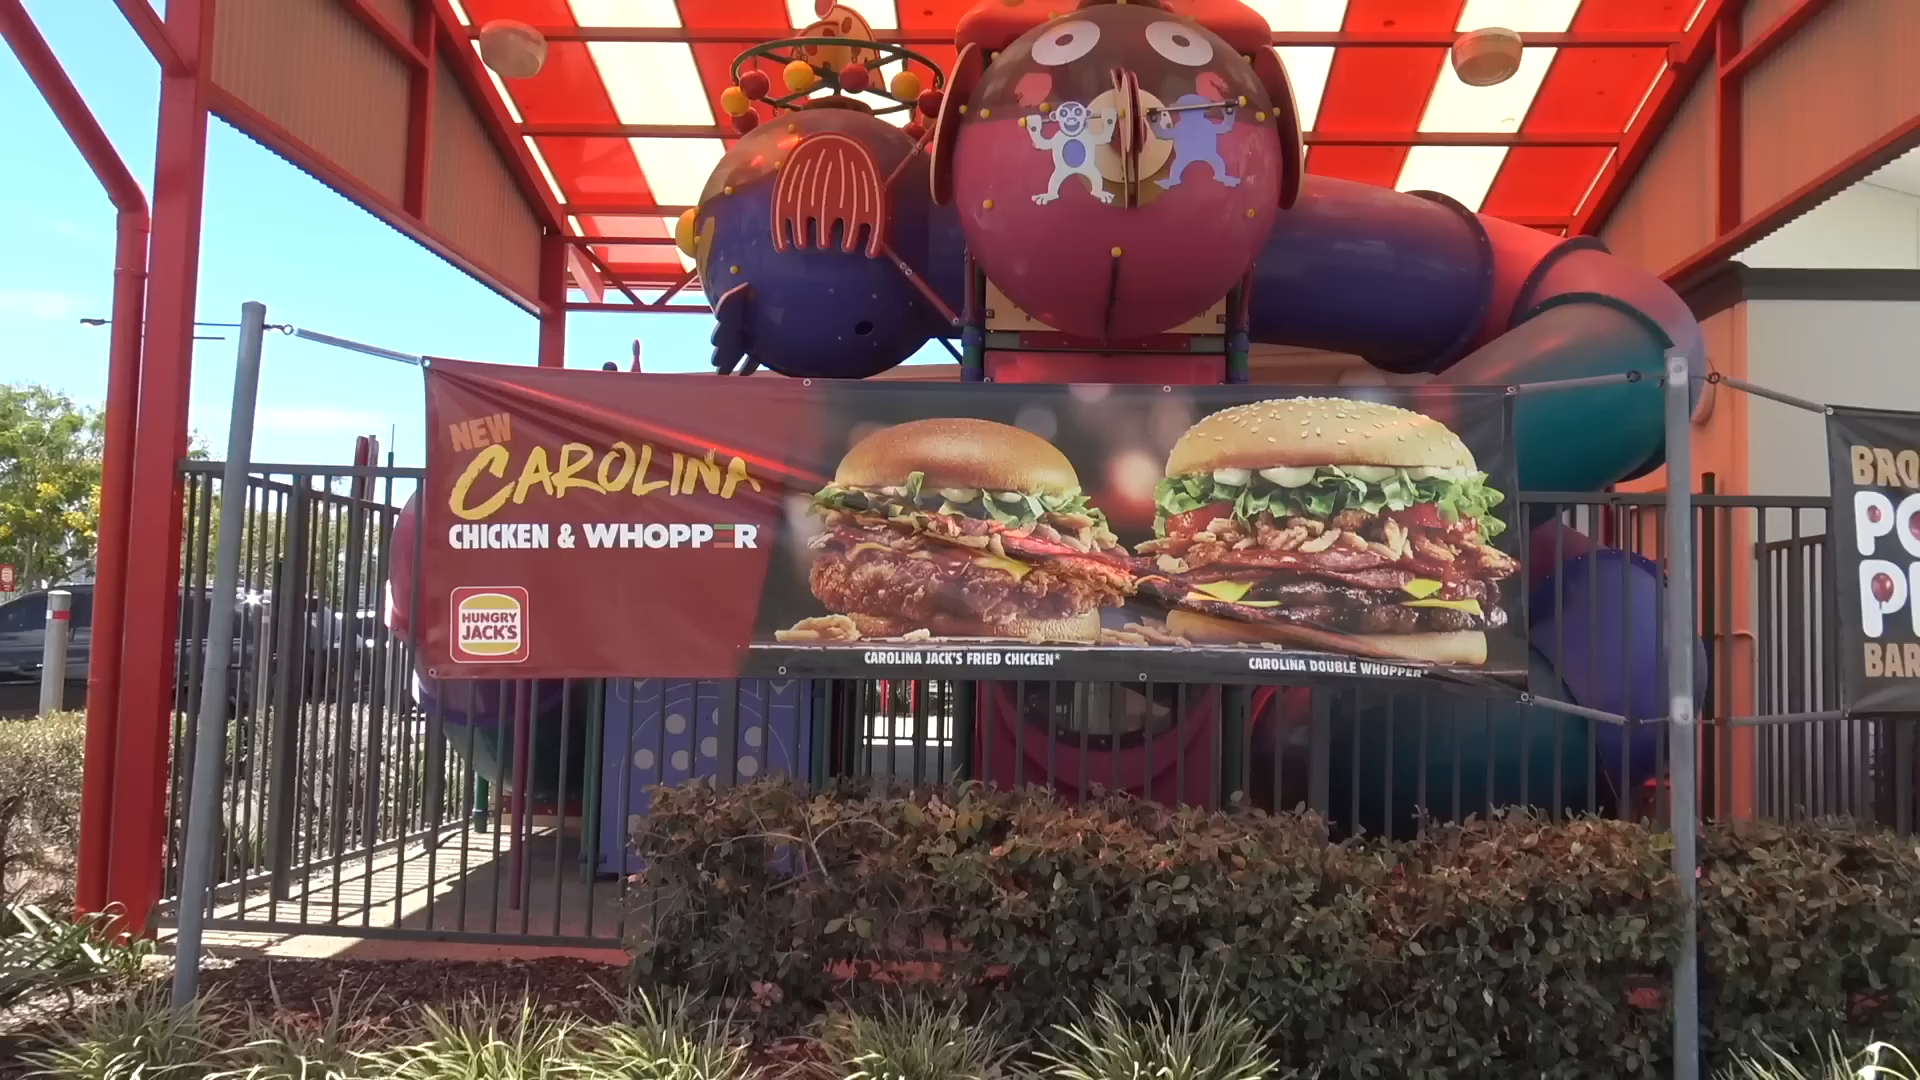 NEW
CAROLINA
CHICKEN & WHOPPER®
HUNGRY
JACK'S
CAROLINA JACK'S FRIED CHICKEN®
CAROLINA DOUBLE WHOPPER®